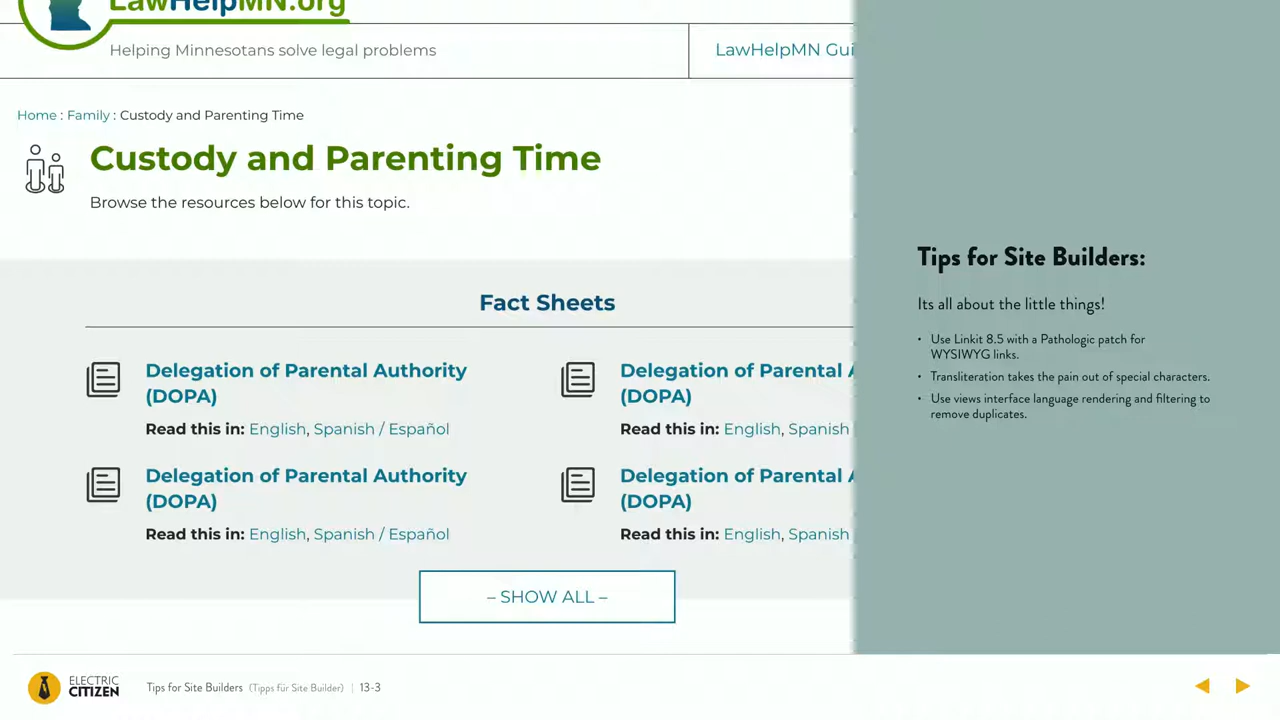 LawHelpMN.org
Helping Minnesotans solve legal problems
LawHelpMN Gui
Home : Family : Custody and Parenting Time
Custody and Parenting Time
Browse the resources below for this topic.
Fact Sheets
Delegation of Parental Authority
(DOPA)
Read this in: English, Spanish / Español
Delegation of Parental A
(DOPA)
Read this in: English, Spanish
Delegation of Parental Authority
(DOPA)
Read this in: English, Spanish / Español
Delegation of Parental A
(DOPA)
Read this in: English, Spanish
– SHOW ALL –
Tips for Site Builders:
Its all about the little things!
• Use Linkit 8.5 with a Pathologic patch for
WYSIWYG links.
• Transliteration takes the pain out of special characters.
• Use views interface language rendering and filtering to
remove duplicates.
ELECTRIC
CITIZEN
Tips for Site Builders (Tipps für Site Builder) | 13-3